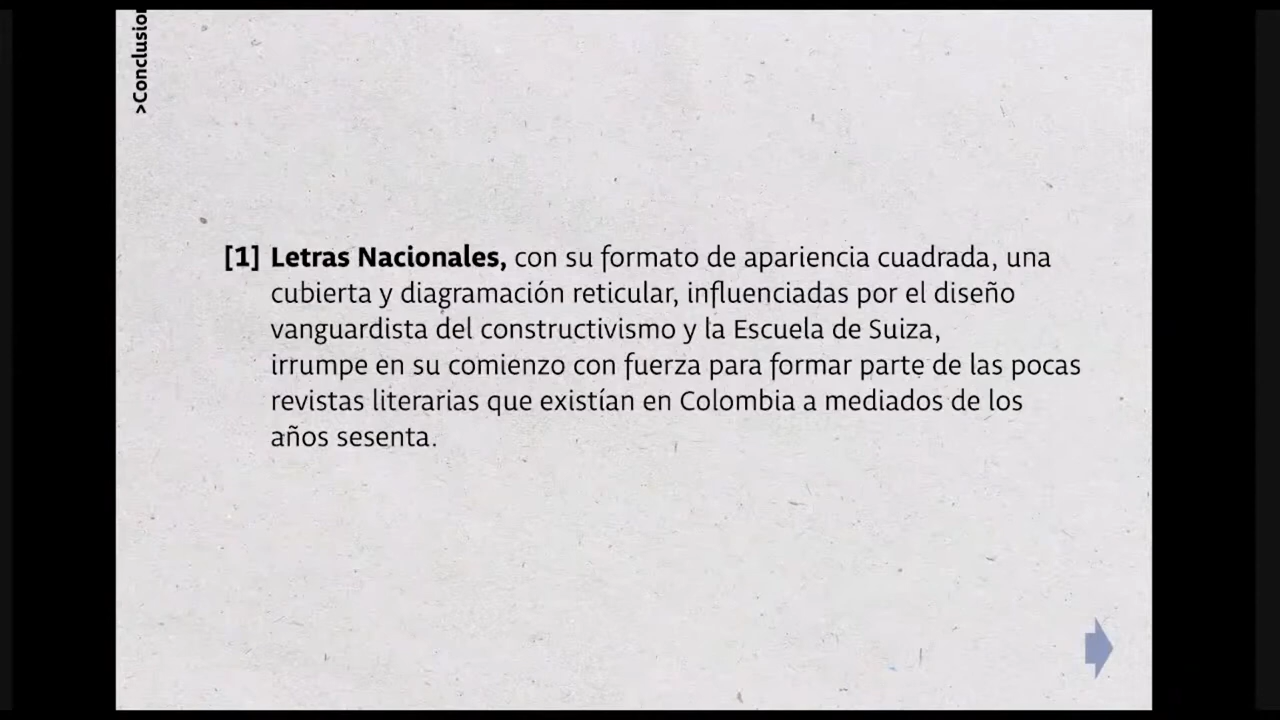 >Conclusion
[1] Letras Nacionales, con su formato de apariencia cuadrada, una
cubierta y diagramación reticular, influenciadas por el diseño
vanguardista del constructivismo y la Escuela de Suiza,
irrumpe en su comienzo con fuerza para formar parte de las pocas
revistas literarias que existían en Colombia a mediados de los
años sesenta.